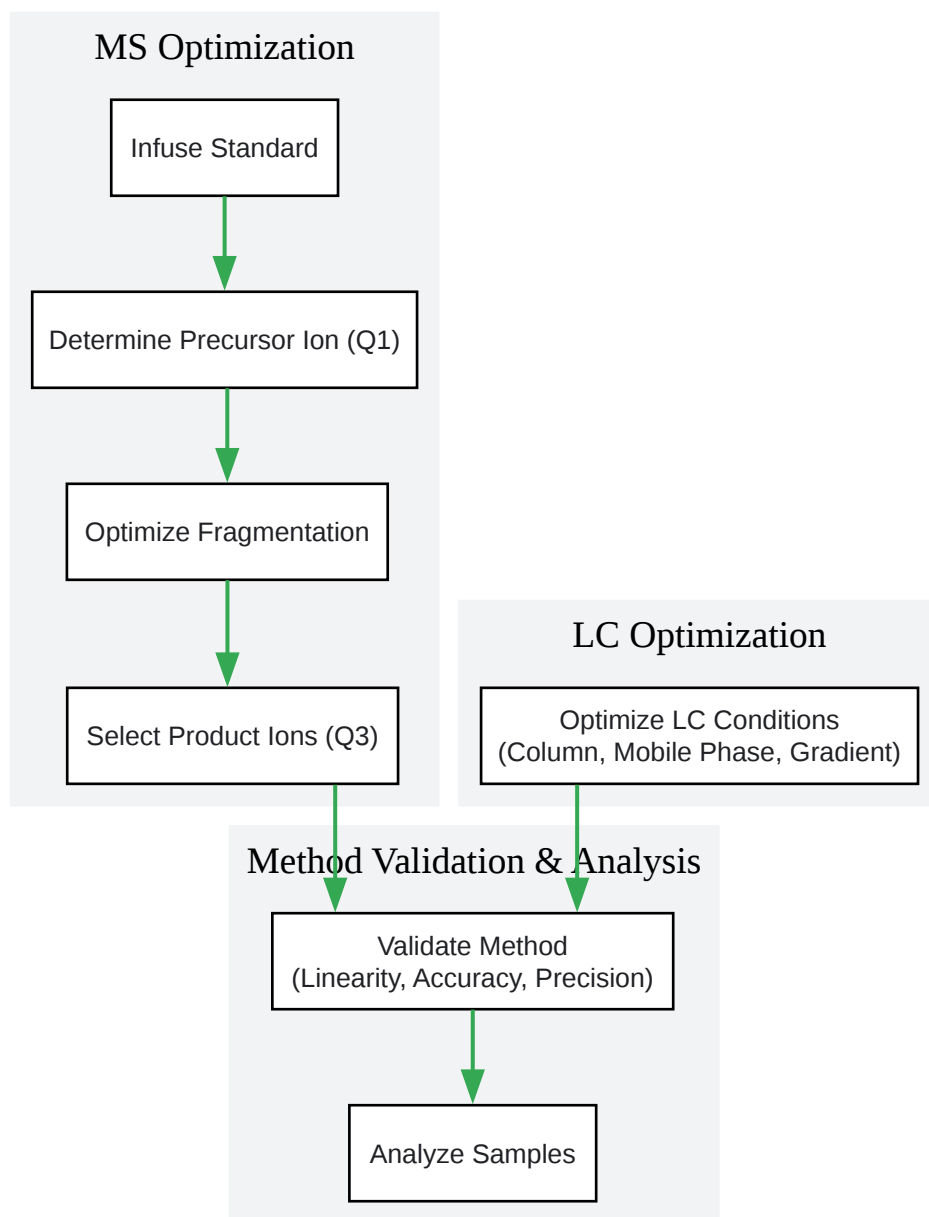 MS Optimization
Infuse Standard
Determine Precursor Ion (Q1)
Optimize Fragmentation
Select Product Ions (Q3)
LC Optimization
Optimize LC Conditions
(Column, Mobile Phase, Gradient)
Method Validation & Analysis
Validate Method
(Linearity, Accuracy, Precision)
Analyze Samples